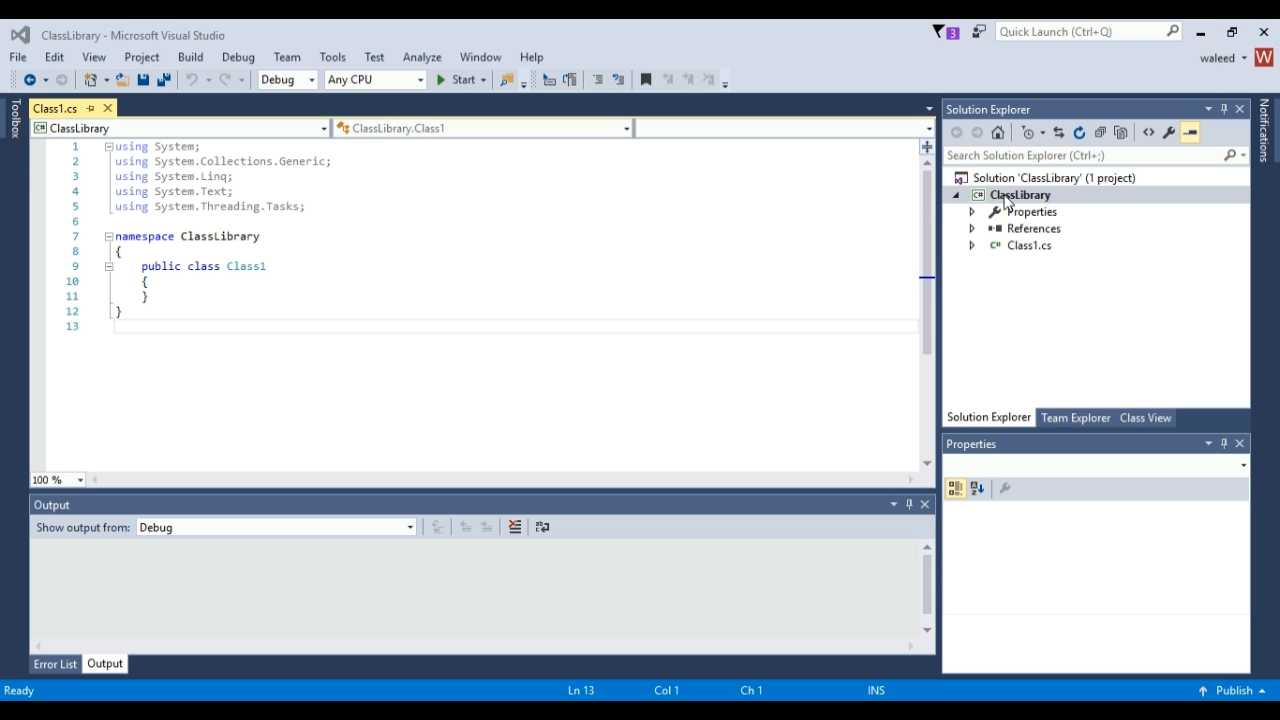 ClassLibrary - Microsoft Visual Studio
3
Quick Launch (Ctrl+Q)
File Edit View Project Build Debug Team Tools Test Analyze Window Help
waleed W
Debug Any CPU Start
Toolbox
Class1.cs
C# ClassLibrary
ClassLibrary.Class1
1 using System;
2 using System.Collections.Generic;
3 using System.Linq;
4 using System.Text;
5 using System.Threading.Tasks;
6
7 namespace ClassLibrary
8 {
9 public class Class1
10 {
11 }
12 }
13
100 %
Output
Show output from: Debug
Error List Output
Solution Explorer
Search Solution Explorer (Ctrl+;)
Solution 'ClassLibrary' (1 project)
C# ClassLibrary
Properties
References
C# Class1.cs
Solution Explorer Team Explorer Class View
Properties
Notifications
Ready Ln 13 Col 1 Ch 1 INS Publish